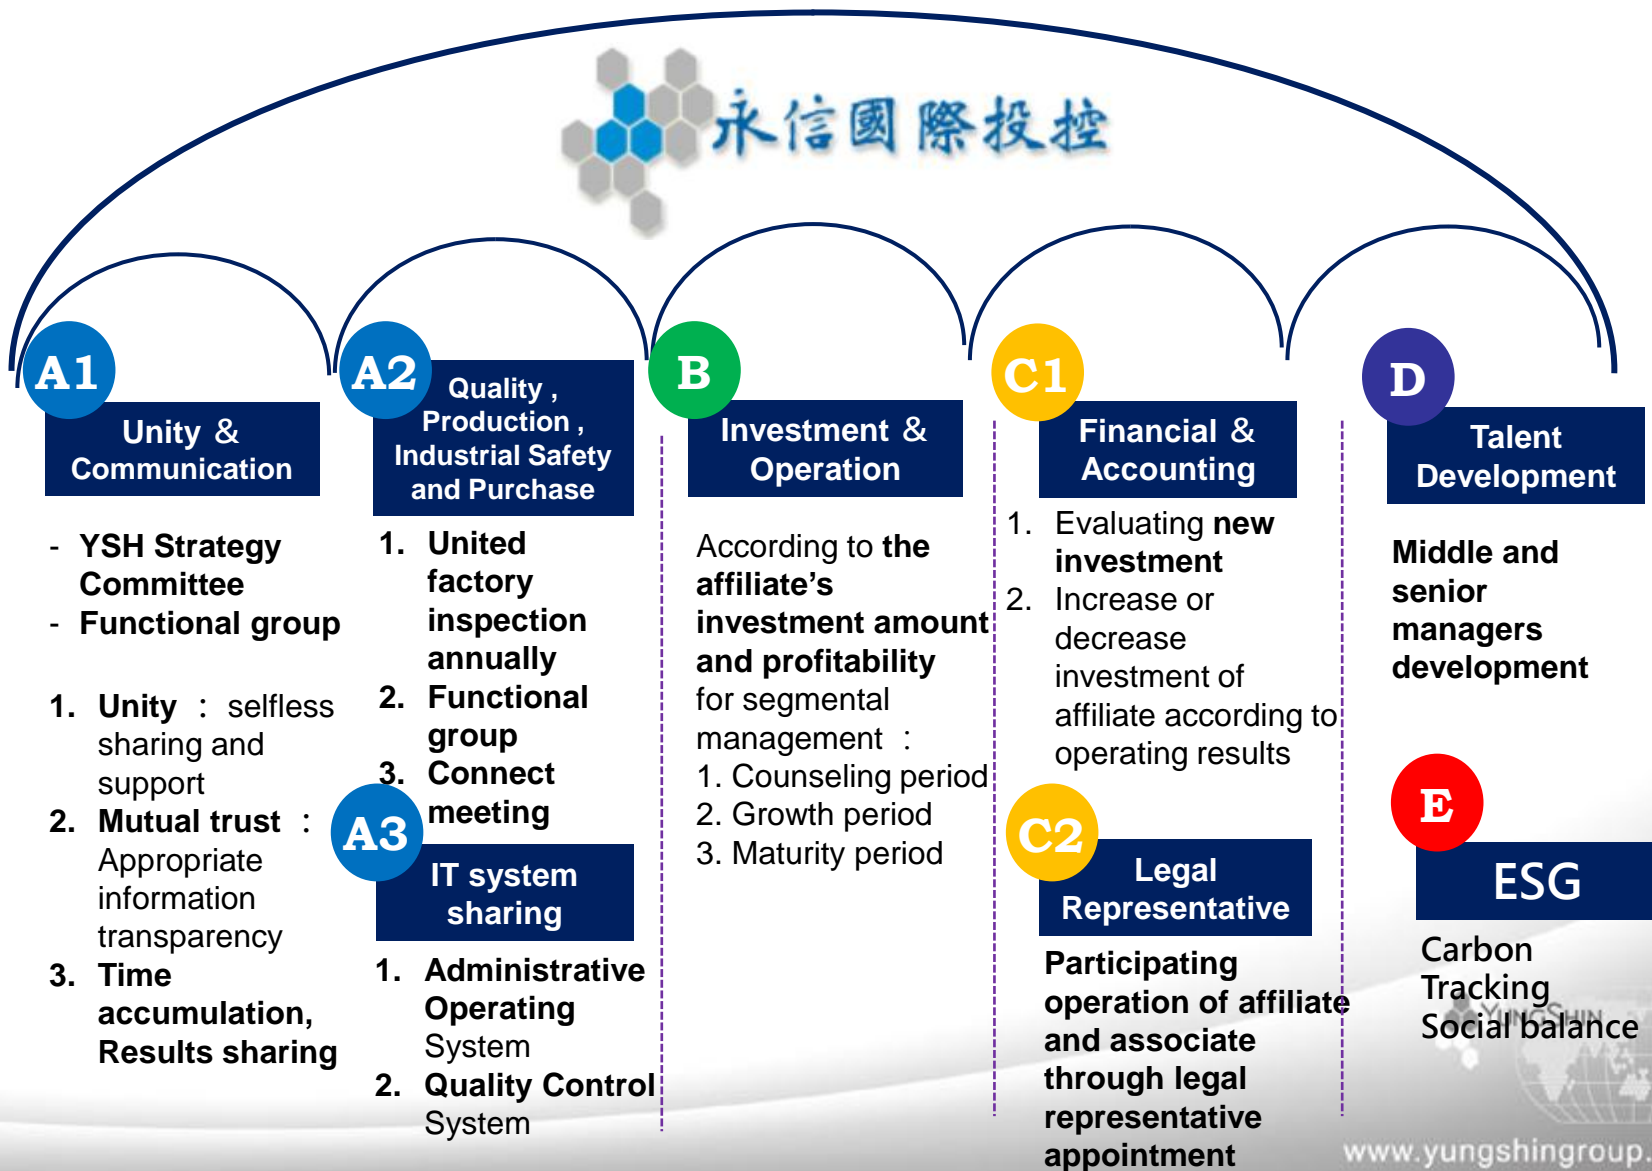 永信國際投控
A1
Unity &
Communication
- YSH Strategy
Committee
- Functional group
1. Unity : selfless
sharing and
support
2. Mutual trust :
Appropriate
information
transparency
3. Time
accumulation,
Results sharing
A2
Quality ,
Production ,
Industrial Safety
and Purchase
1. United
factory
inspection
annually
2. Functional
group
3. Connect
meeting
A3
IT system
sharing
1. Administrative
Operating
System
2. Quality Control
System
B
Investment &
Operation
According to the
affiliate’s
investment amount
and profitability
for segmental
management :
1. Counseling period
2. Growth period
3. Maturity period
C1
Financial &
Accounting
1. Evaluating new
investment
2. Increase or
decrease
investment of
affiliate according to
operating results
C2
Legal
Representative
Participating
operation of affiliate
and associate
through legal
representative
appointment
D
Talent
Development
Middle and
senior
managers
development
E
ESG
Carbon
Tracking
Social balance
YUNGSHIN
www.yungshingroup.